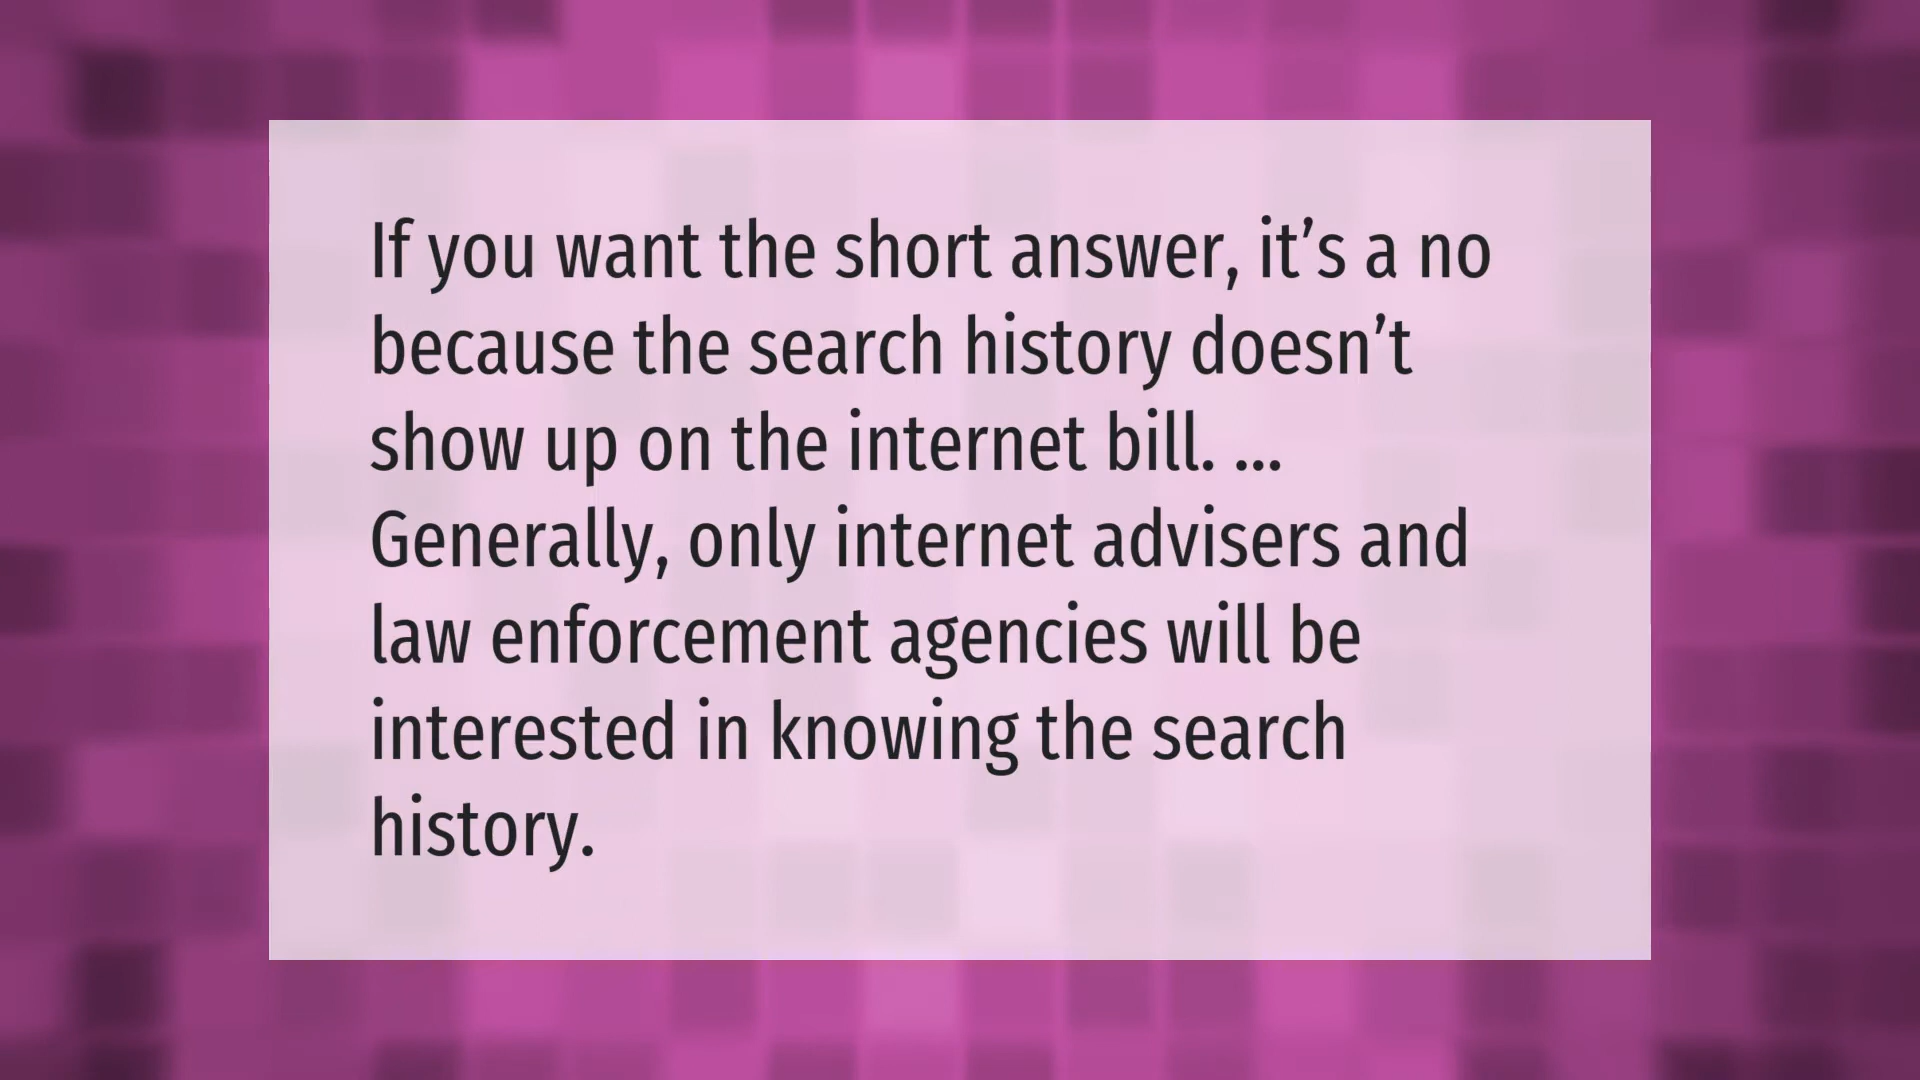 If you want the short answer, it’s a no
because the search history doesn’t
show up on the internet bill. ...
Generally, only internet advisers and
law enforcement agencies will be
interested in knowing the search
history.